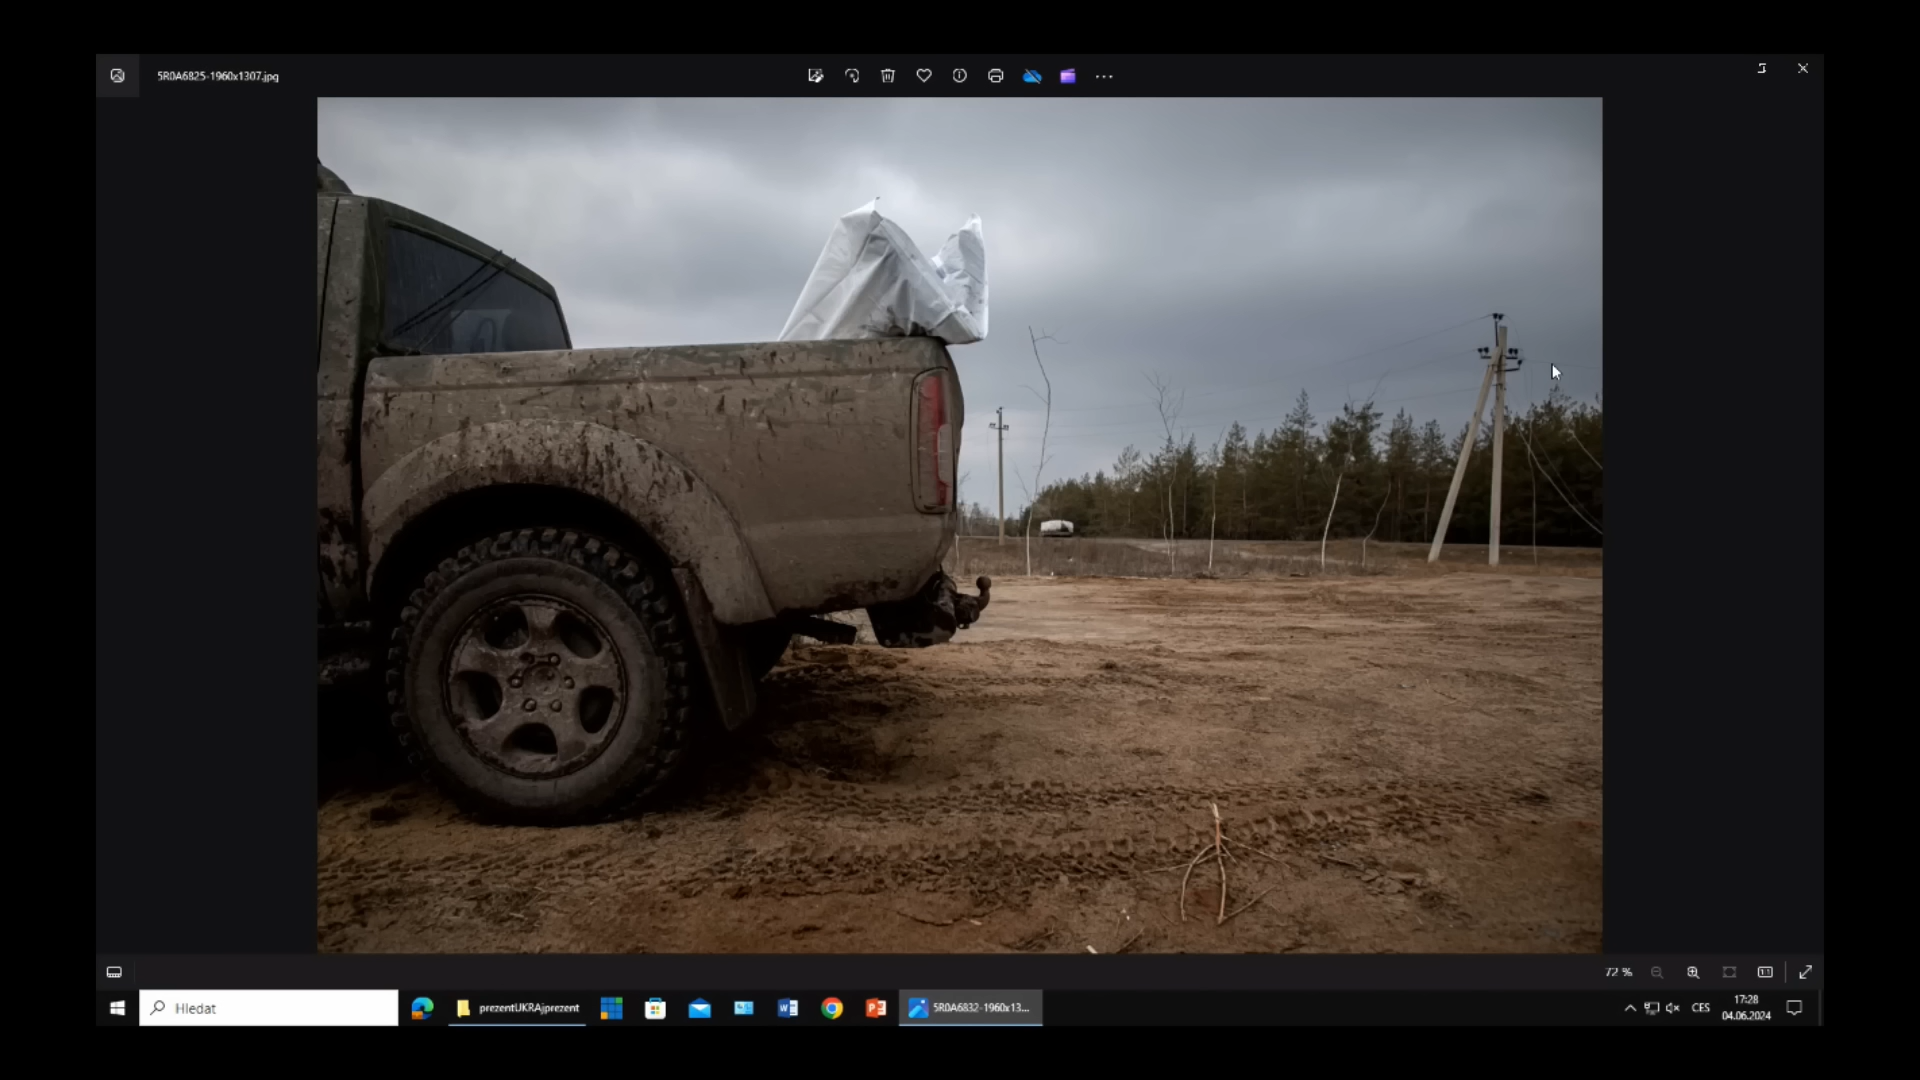 5R0A6825-1960x1307.jpg
72 %
Hledat
prezentUKRAjprezent
5R0A6832-1960x13...
CES
17:28
04.06.2024